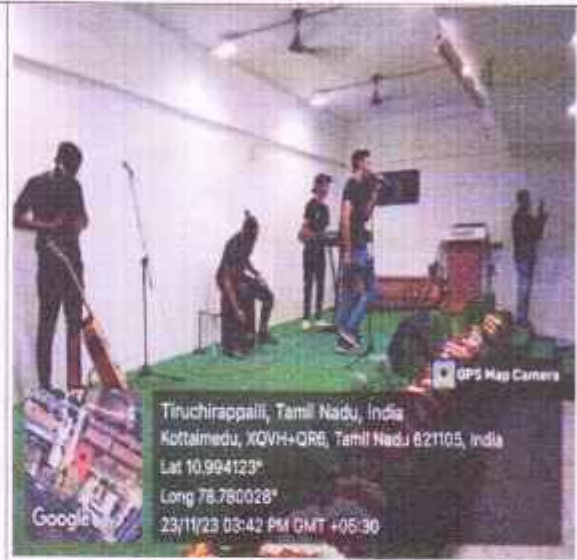 GPS Map Camera
Tiruchirappalli, Tamil Nadu, India
Kottaimedu, XQVH+QR6, Tamil Nadu 621105, India
Lat 10.994123°
Long 78.780028°
23/11/23 03:42 PM GMT +05:30
Google